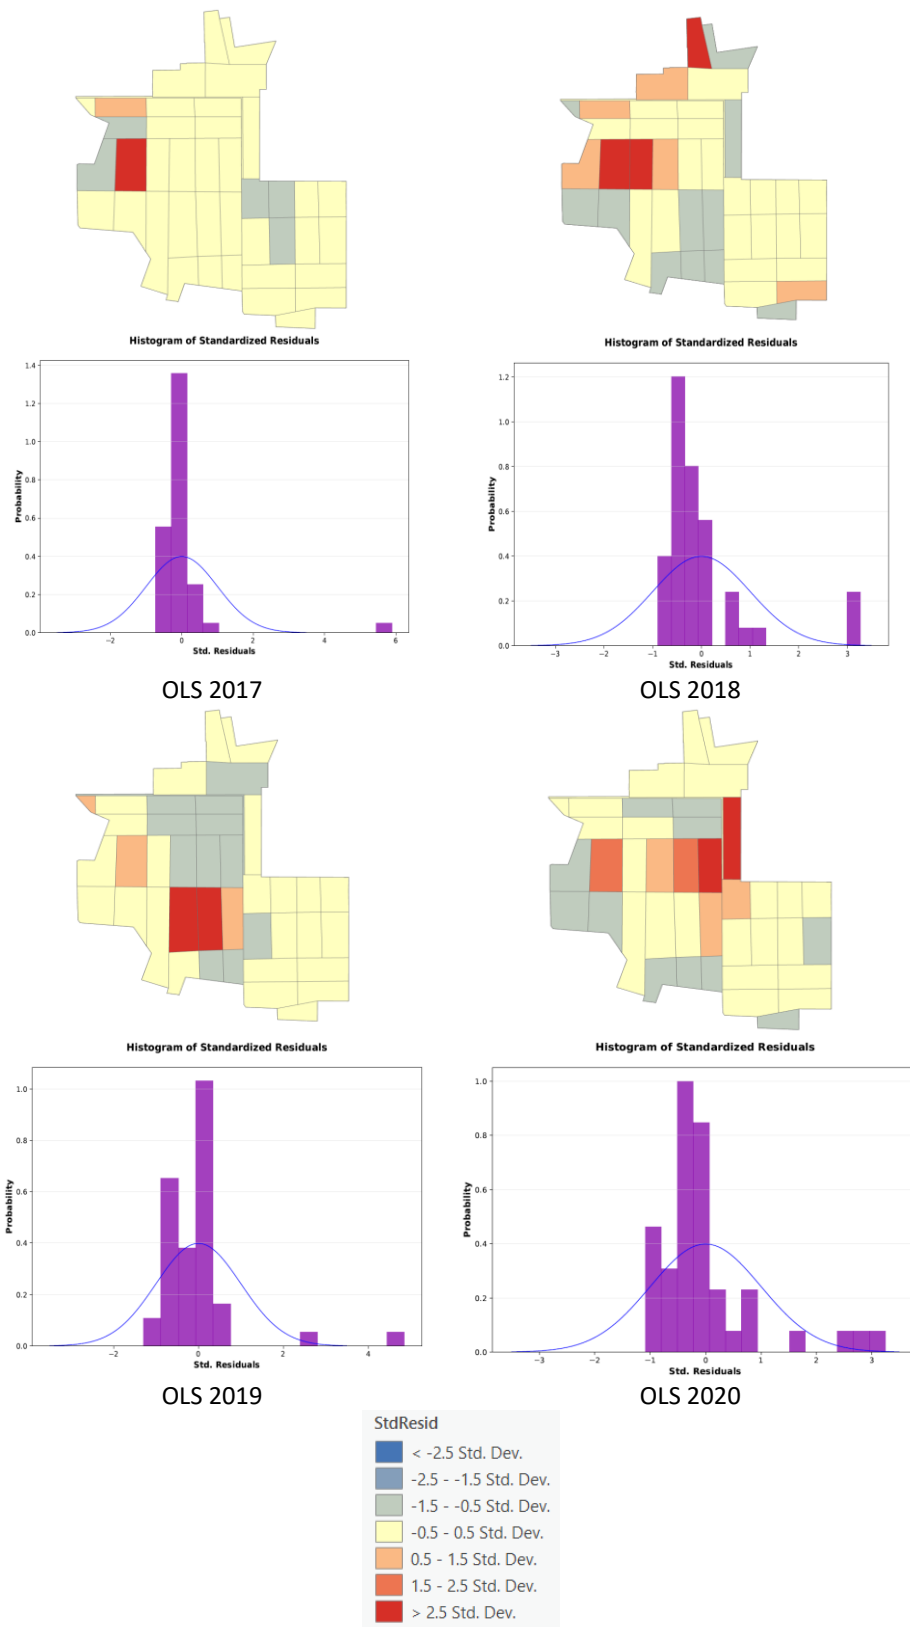 Histogram of Standardized Residuals
Histogram of Standardized Residuals
1.4
1.2
1.0
0.8
0.6
0.4
0.2
0.0
Probability
−2
0
2
4
6
Std. Residuals
1.2
1.0
0.8
0.6
0.4
0.2
0.0
Probability
−3
−2
−1
0
1
2
3
Std. Residuals
OLS 2017
OLS 2018
Histogram of Standardized Residuals
Histogram of Standardized Residuals
1.0
0.8
0.6
0.4
0.2
0.0
Probability
−2
0
2
4
Std. Residuals
1.0
0.8
0.6
0.4
0.2
0.0
Probability
−3
−2
−1
0
1
2
3
Std. Residuals
OLS 2019
OLS 2020
StdResid
< -2.5 Std. Dev.
-2.5 - -1.5 Std. Dev.
-1.5 - -0.5 Std. Dev.
-0.5 - 0.5 Std. Dev.
0.5 - 1.5 Std. Dev.
1.5 - 2.5 Std. Dev.
> 2.5 Std. Dev.